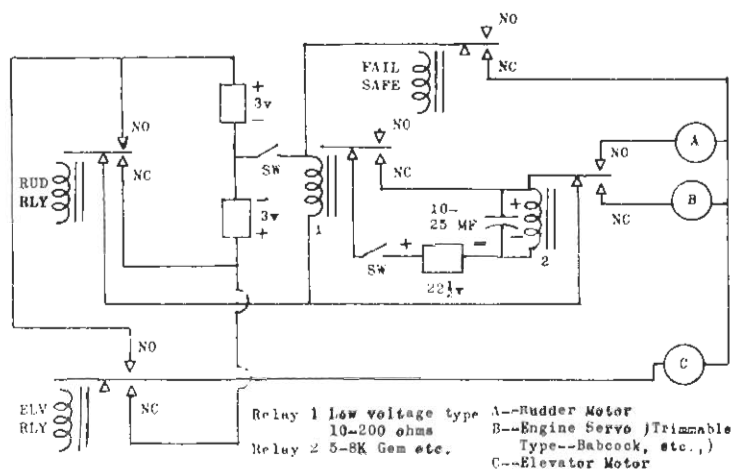 NO
FAIL
SAFE
NC
+
3v
-
NO
NO
NO
A
RUD
RLY
NC
SW
NC
-
3v
+
1
10-
25 MF
+
-
-
NC
B
2
+
SW
22½v
NO
C
ELV
RLY
NC
Relay 1 Low voltage type
10-200 ohms
Relay 2 5-8K Gem etc.
A--Rudder Motor
B--Engine Servo (Trimmable
Type--Babcock, etc.,)
C--Elevator Motor